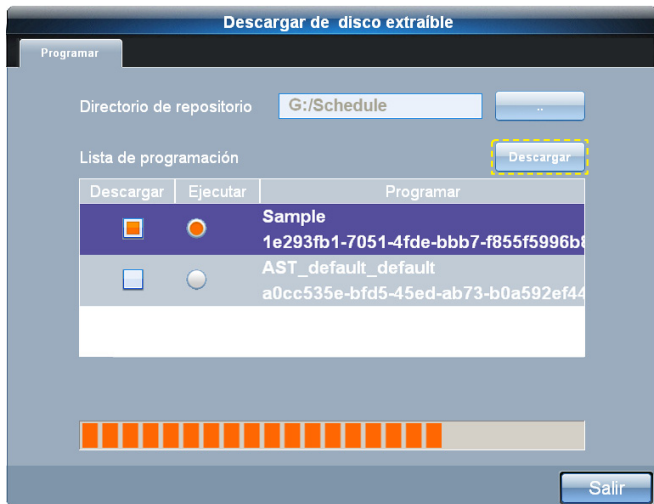 Descargar de disco extraíble
Programar
Directorio de repositorio G:/Schedule ..
Lista de programación Descargar
Descargar Ejecutar Programar
Sample
1e293fb1-7051-4fde-bbb7-f855f5996b8
AST_default_default
a0cc535e-bfd5-45ed-ab73-b0a592ef44
Salir